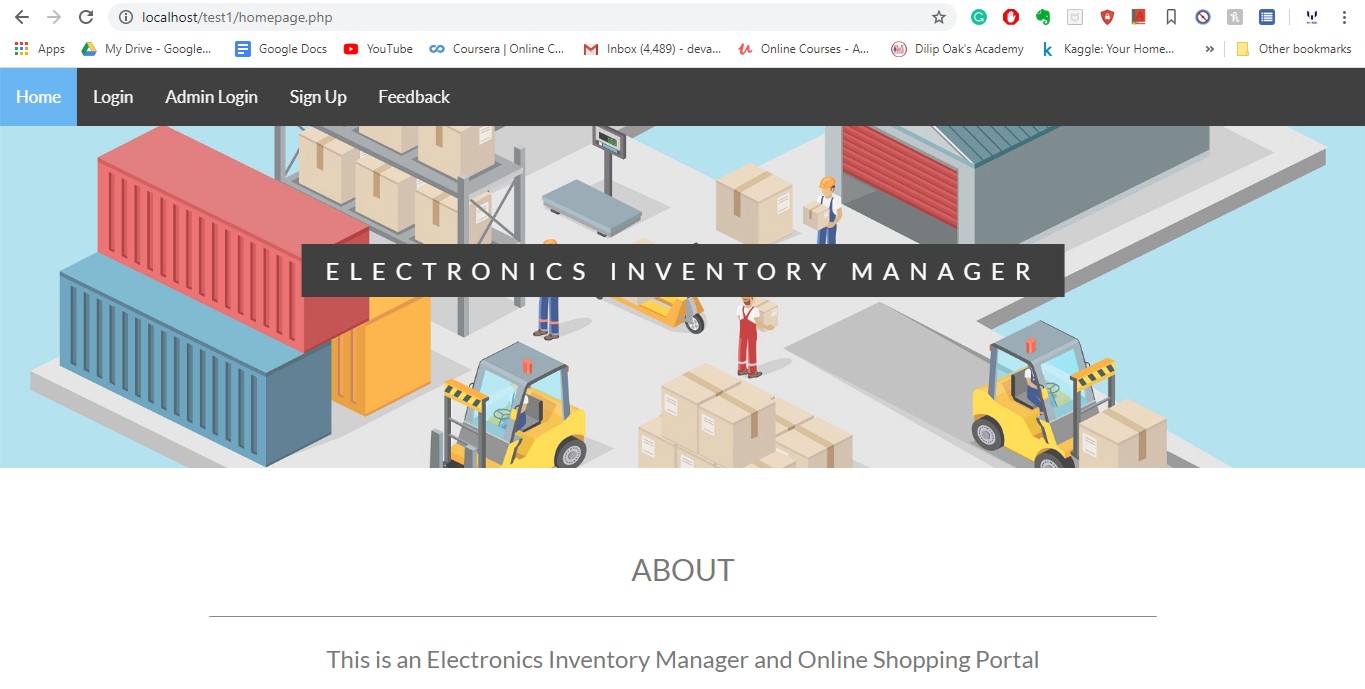 localhost/test1/homepage.php
Apps My Drive - Google... Google Docs YouTube Coursera | Online C... Inbox (4,489) - deva... Online Courses - A... Dilip Oak's Academy Kaggle: Your Home... » Other bookmarks
Home Login Admin Login Sign Up Feedback
ELECTRONICS INVENTORY MANAGER
ABOUT
This is an Electronics Inventory Manager and Online Shopping Portal